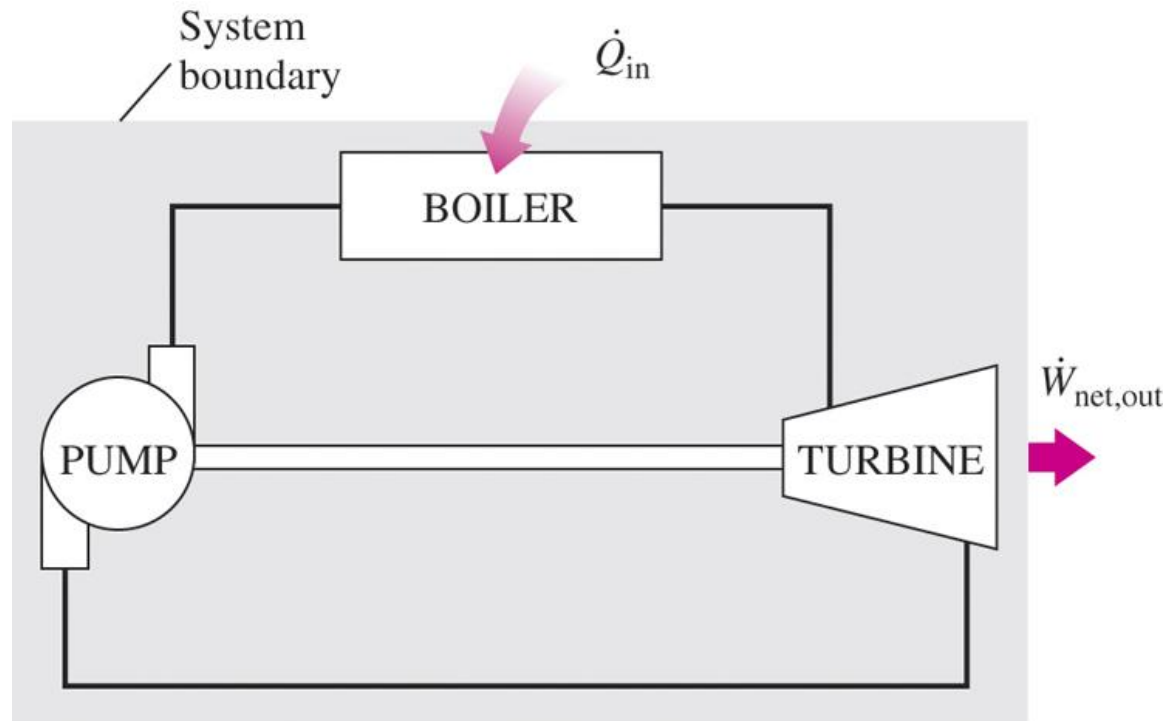 System
boundary
Q̇in
BOILER
Ẇnet,out
PUMP
TURBINE